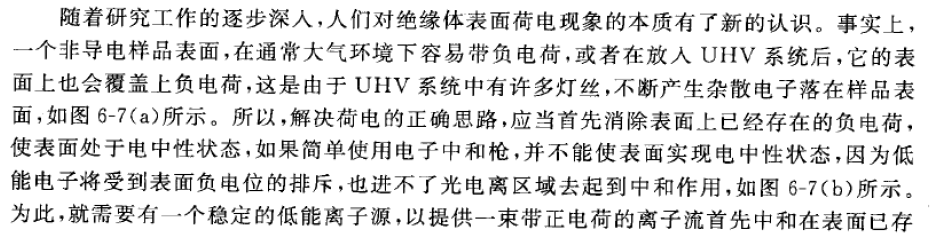 随着研究工作的逐步深入,人们对绝缘体表面荷电现象的本质有了新的认识。事实上,
一个非导电样品表面,在通常大气环境下容易带负电荷,或者在放入 UHV 系统后,它的表
面上也会覆盖上负电荷,这是由于 UHV 系统中有许多灯丝,不断产生杂散电子落在样品表
面,如图 6-7(a)所示。所以,解决荷电的正确思路,应当首先消除表面上已经存在的负电荷,
使表面处于电中性状态,如果简单使用电子中和枪,并不能使表面实现电中性状态,因为低
能电子将受到表面负电位的排斥,也进不了光电离区域去起到中和作用,如图 6-7(b)所示。
为此,就需要有一个稳定的低能离子源,以提供一束带正电荷的离子流首先中和在表面已存